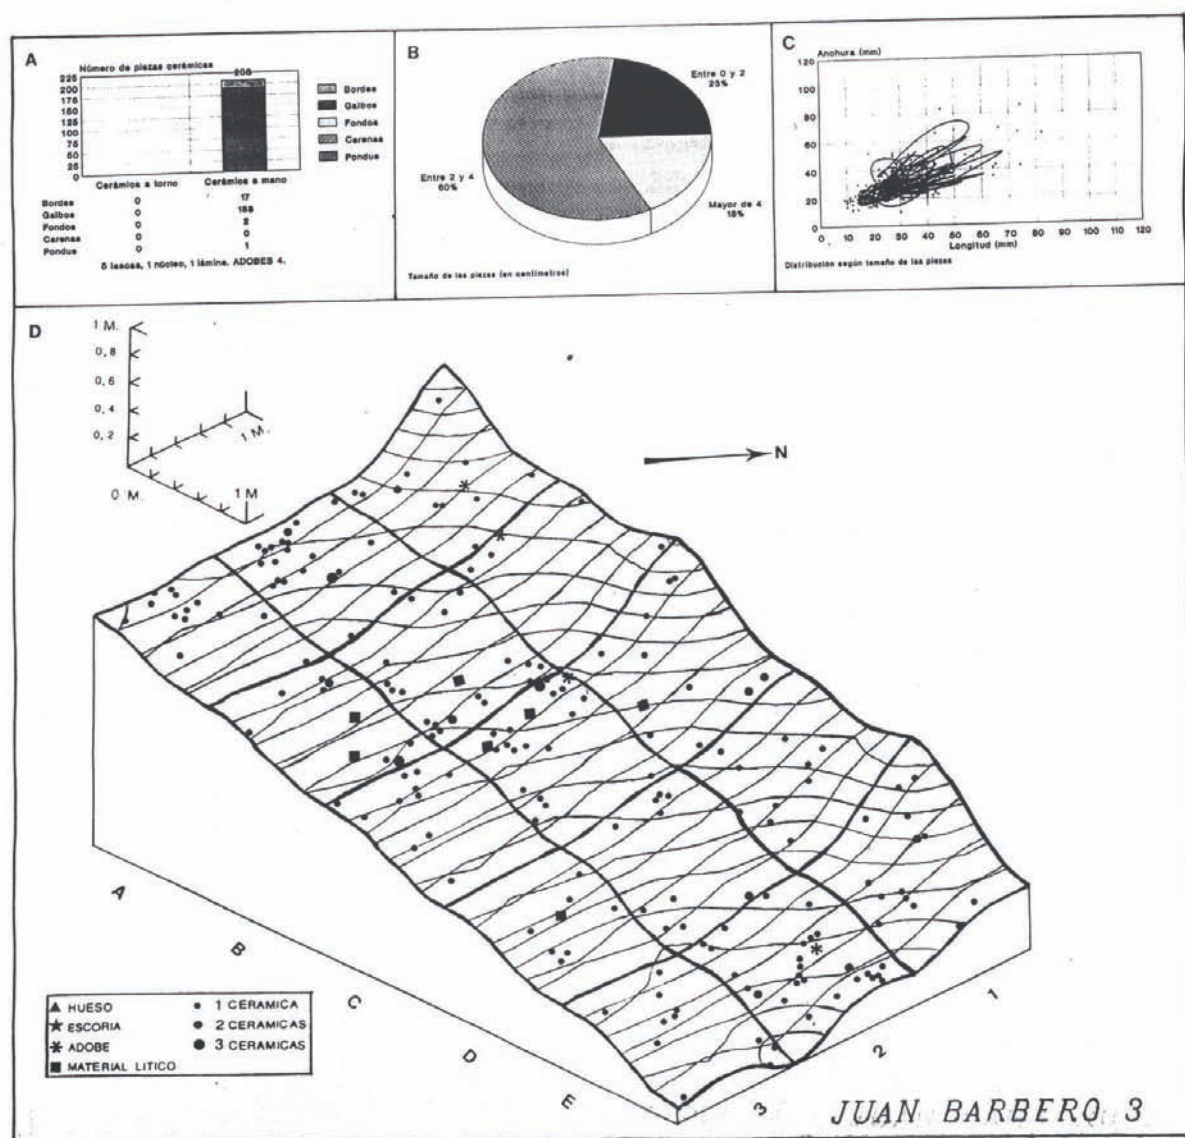 A
Número de piezas cerámicas
225
200
175
150
125
100
75
50
25
0
Bordes
Galbos
Fondos
Carenas
Pondus
Cerámica a torno Cerámica a mano
Bordes 0 17
Galbos 0
Fondos 0 2
Carenas 0 0
Pondus 0 1
5 lascas, 1 núcleo, 1 lámina. ADOBES 4.
B
Entre 0 y 2
25%
Entre 2 y 4
60%
Mayor de 4
Tamaño de las piezas (en centímetros)
C
Anchura (mm)
120
100
80
60
40
20
0
0 10 20 30 40 50 60 70 80 90 100 110 120
Longitud (mm)
Distribución según tamaño de las piezas
D
1 M.
0,8
0,6
0,4
0,2
1 M.
0 M.
1 M
N
A
B
C
D
E
1
2
3
HUESO
ESCORIA
ADOBE
MATERIAL LITICO
1 CERAMICA
2 CERAMICAS
3 CERAMICAS
JUAN BARBERO 3